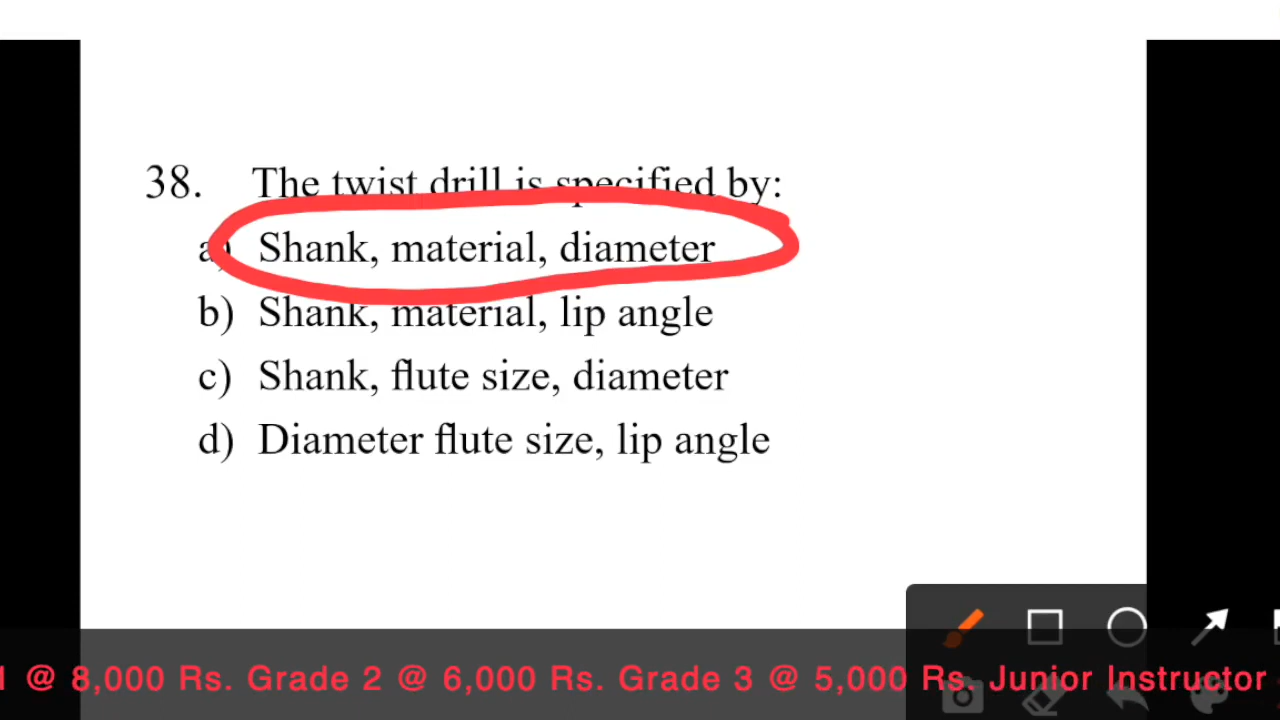 38. The twist drill is specified by:
a) Shank, material, diameter
b) Shank, material, lip angle
c) Shank, flute size, diameter
d) Diameter flute size, lip angle
@ 8,000 Rs. Grade 2 @ 6,000 Rs. Grade 3 @ 5,000 Rs. Junior Instructor